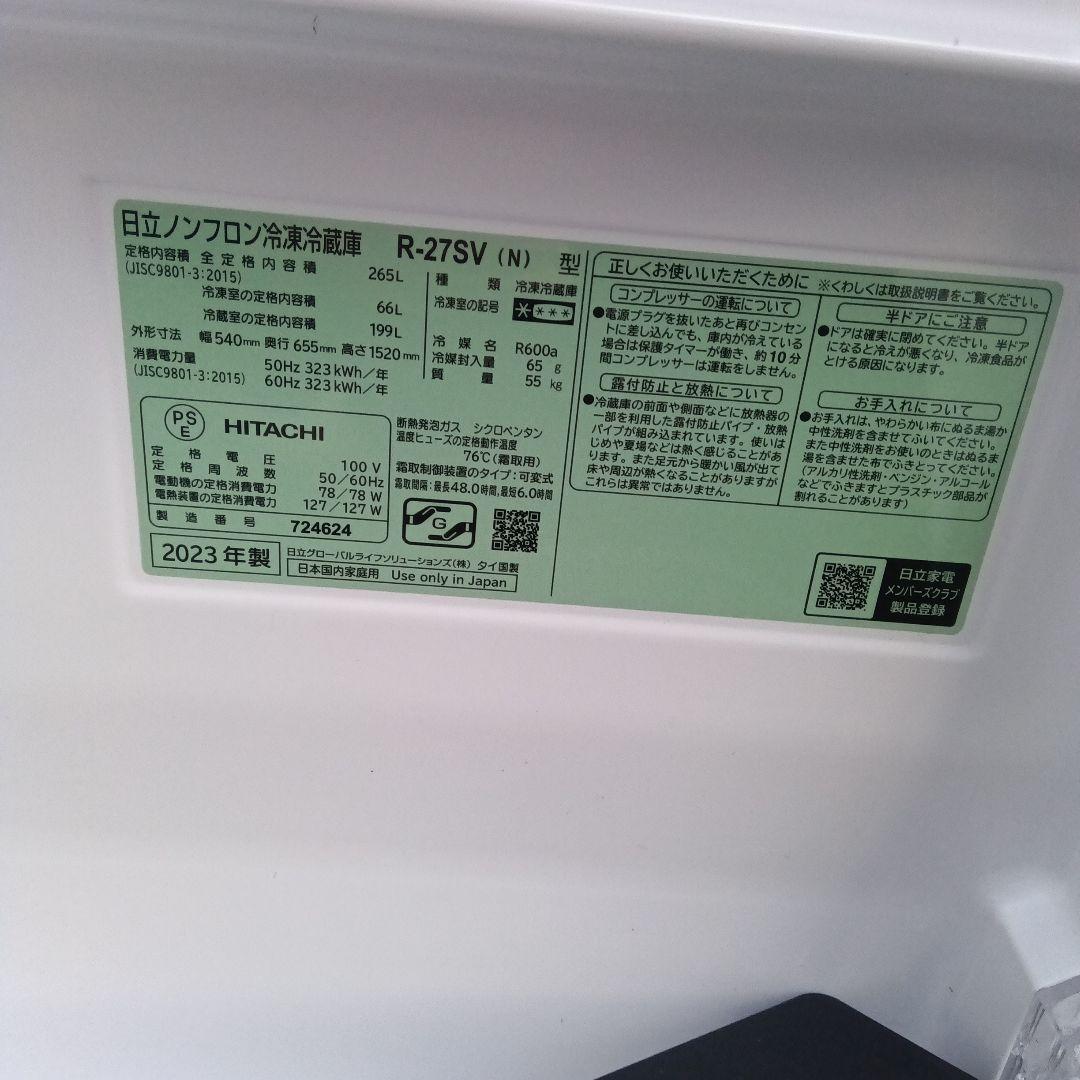 日立ノンフロン冷凍冷蔵庫 R-27SV (N) 型
定格内容積 全定格内容積 265L
(JISC9801-3:2015)
冷凍室の定格内容積 66L
冷蔵室の定格内容積 199L
外形寸法 幅540mm 奥行655mm 高さ1520mm
消費電力量 50Hz 323kWh/年
(JISC9801-3:2015) 60Hz 323kWh/年
種類 冷凍冷蔵庫
冷凍室の記号 ****
冷媒名 R600a
冷媒封入量 65 g
質量 55 kg
PSE HITACHI
定格電圧 100 V
定格周波数 50/60Hz
電動機の定格消費電力 78/78 W
電熱装置の定格消費電力 127/127 W
製造番号 724624
断熱発泡ガス シクロペンタン
温度ヒューズの定格動作温度
76℃(霜取用)
霜取制御装置のタイプ:可変式
霜取間隔:最長48.0時間,最短6.0時間
G
2023年製
日立グローバルライフソリューションズ(株) タイ国製
日本国内家庭用 Use only in Japan
正しくお使いいただくために ※くわしくは取扱説明書をご覧ください。
コンプレッサーの運転について
●電源プラグを抜いたあと再びコンセン
トに差し込んでも、庫内が冷えている
場合は保護タイマーが働き、約10分
間コンプレッサーは運転をしません。
露付防止と放熱について
●冷蔵庫の前面や側面などに放熱器の
一部を利用した露付防止パイプ・放熱
パイプが組み込まれています。使いは
じめや夏場などは熱く感じることがあ
ります。また足元から暖かい風が出て
床や周辺が熱くなることがありますが
これらは異常ではありません。
半ドアにご注意
●ドアは確実に閉めてください。半ドア
になると冷えが悪くなり、冷凍食品が
とける原因になります。
お手入れについて
●お手入れは、やわらかい布にぬるま湯か
中性洗剤を含ませてふいてください。
また中性洗剤をお使いのときはぬるま
湯を含ませた布でふきとってください。
(アルカリ性洗剤・ベンジン・アルコール
などでふきますとプラスチック部品が
割れることがあります)
日立家電
メンバーズクラブ
製品登録